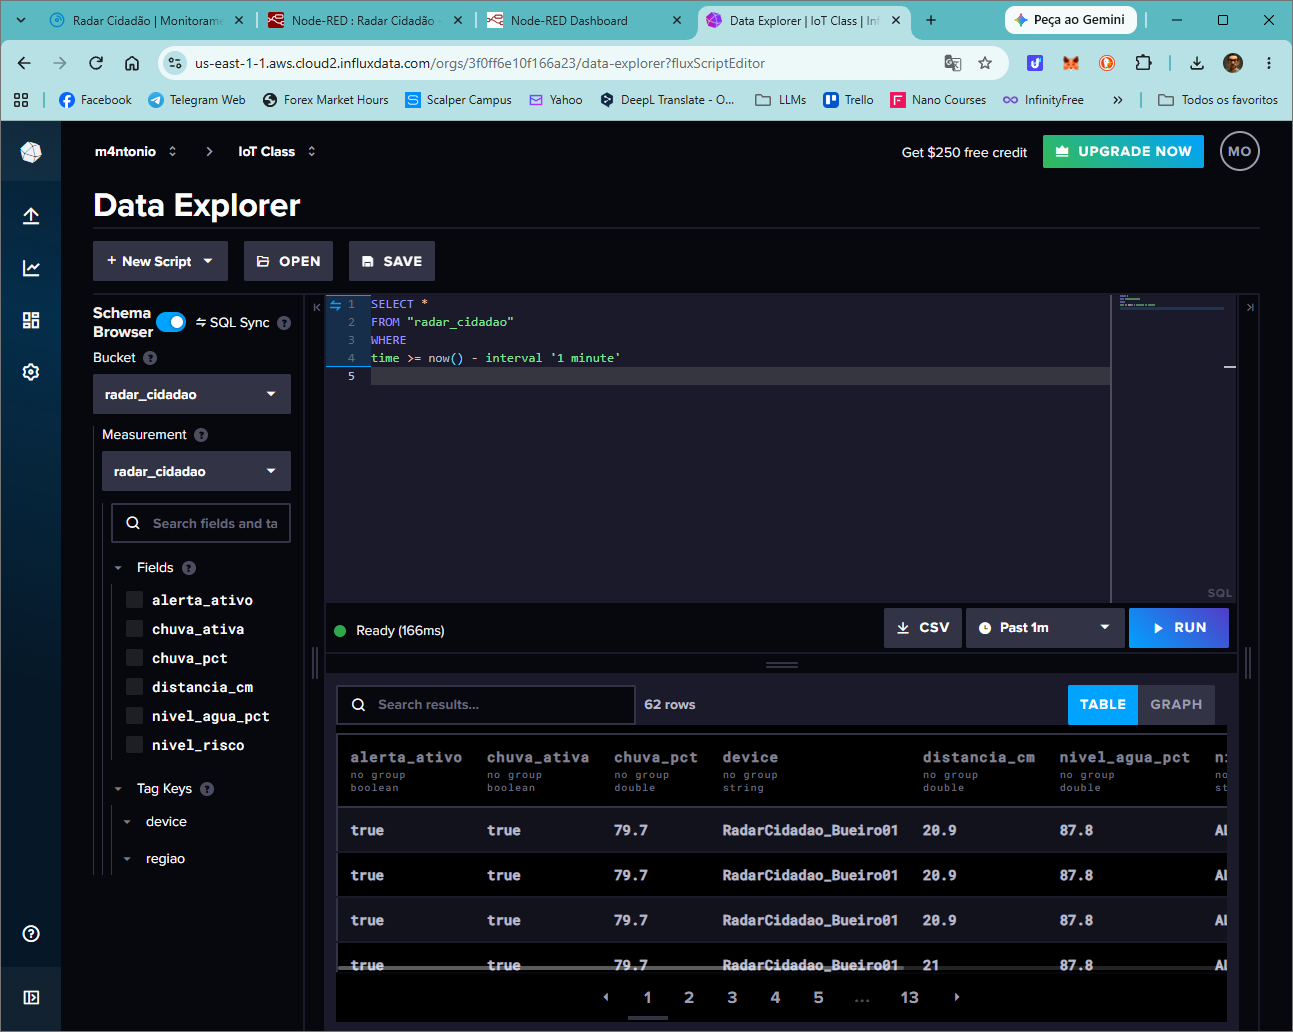 Radar Cidadão | Monitoram
Node-RED : Radar Cidadão
Node-RED Dashboard
Data Explorer | IoT Class | In
Peça ao Gemini
us-east-1-1.aws.cloud2.influxdata.com/orgs/3f0ff6e10f166a23/data-explorer?fluxScriptEditor
Facebook
Telegram Web
Forex Market Hours
Scalper Campus
Yahoo
DeepL Translate - O...
LLMs
Trello
Nano Courses
InfinityFree
»
Todos os favoritos
m4ntonio
IoT Class
Get $250 free credit
UPGRADE NOW
MO
Data Explorer
+ New Script
OPEN
SAVE
Schema Browser
SQL Sync
Bucket
radar_cidadao
Measurement
radar_cidadao
Search fields and ta
Fields
alerta_ativo
chuva_ativa
chuva_pct
distancia_cm
nivel_agua_pct
nivel_risco
Tag Keys
device
regiao
1 SELECT *
2 FROM "radar_cidadao"
3 WHERE
4 time >= now() - interval '1 minute'
5
SQL
Ready (166ms)
CSV
Past 1m
RUN
Search results...
62 rows
TABLE
GRAPH
alerta_ativo chuva_ativa chuva_pct device distancia_cm nivel_agua_pct ni
no group no group no group no group no group no group no
boolean boolean double string double double st
true true 79.7 RadarCidadao_Bueiro01 20.9 87.8 AL
true true 79.7 RadarCidadao_Bueiro01 20.9 87.8 AL
true true 79.7 RadarCidadao_Bueiro01 20.9 87.8 AL
true true 79.7 RadarCidadao_Bueiro01 21 87.8 AL
1 2 3 4 5 ... 13